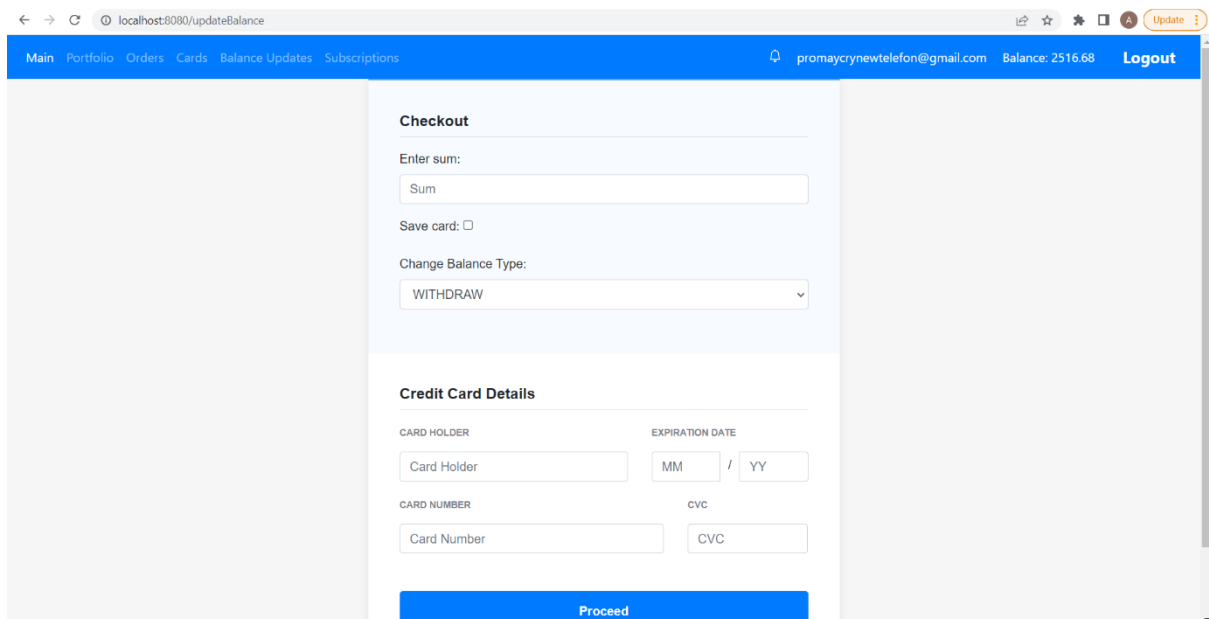 localhost:8080/updateBalance A Update
Main Portfolio Orders Cards Balance Updates Subscriptions promaycrynewtelefon@gmail.com Balance: 2516.68 Logout
Checkout
Enter sum:
Sum
Save card:
Change Balance Type:
WITHDRAW
Credit Card Details
CARD HOLDER EXPIRATION DATE
Card Holder MM / YY
CARD NUMBER CVC
Card Number CVC
Proceed